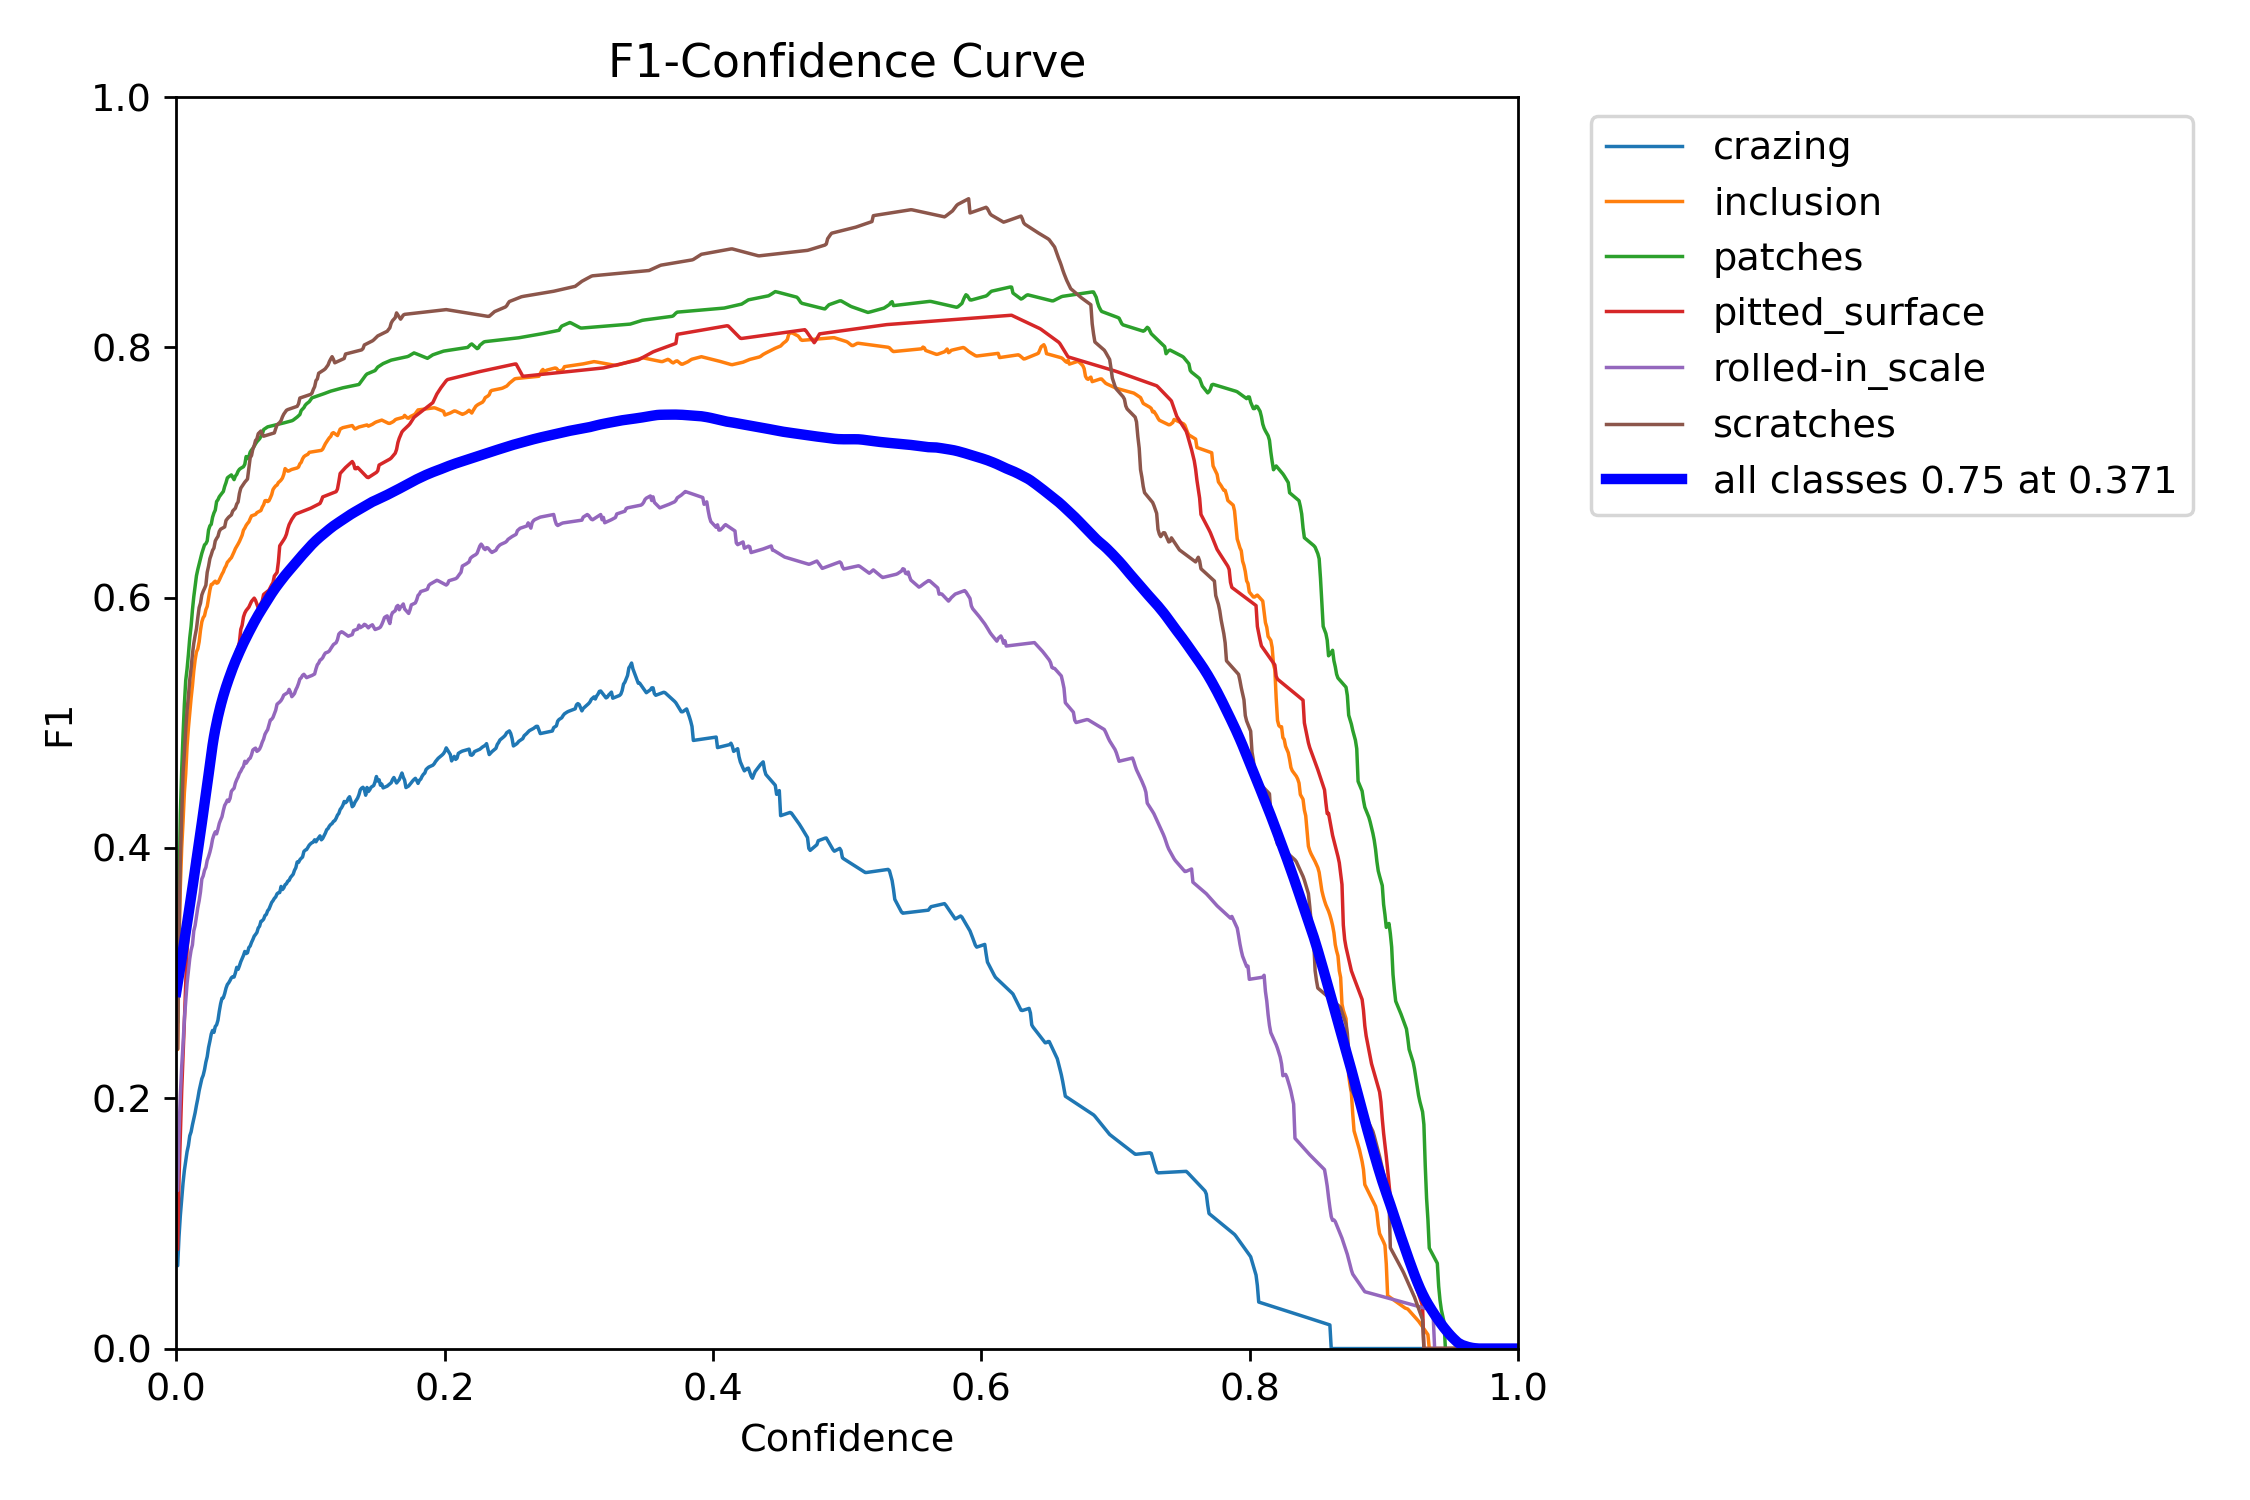 F1-Confidence Curve
1.0
0.8
0.6
0.4
0.2
0.0
F1
0.0 0.2 0.4 0.6 0.8 1.0
Confidence
crazing
inclusion
patches
pitted_surface
rolled-in_scale
scratches
all classes 0.75 at 0.371